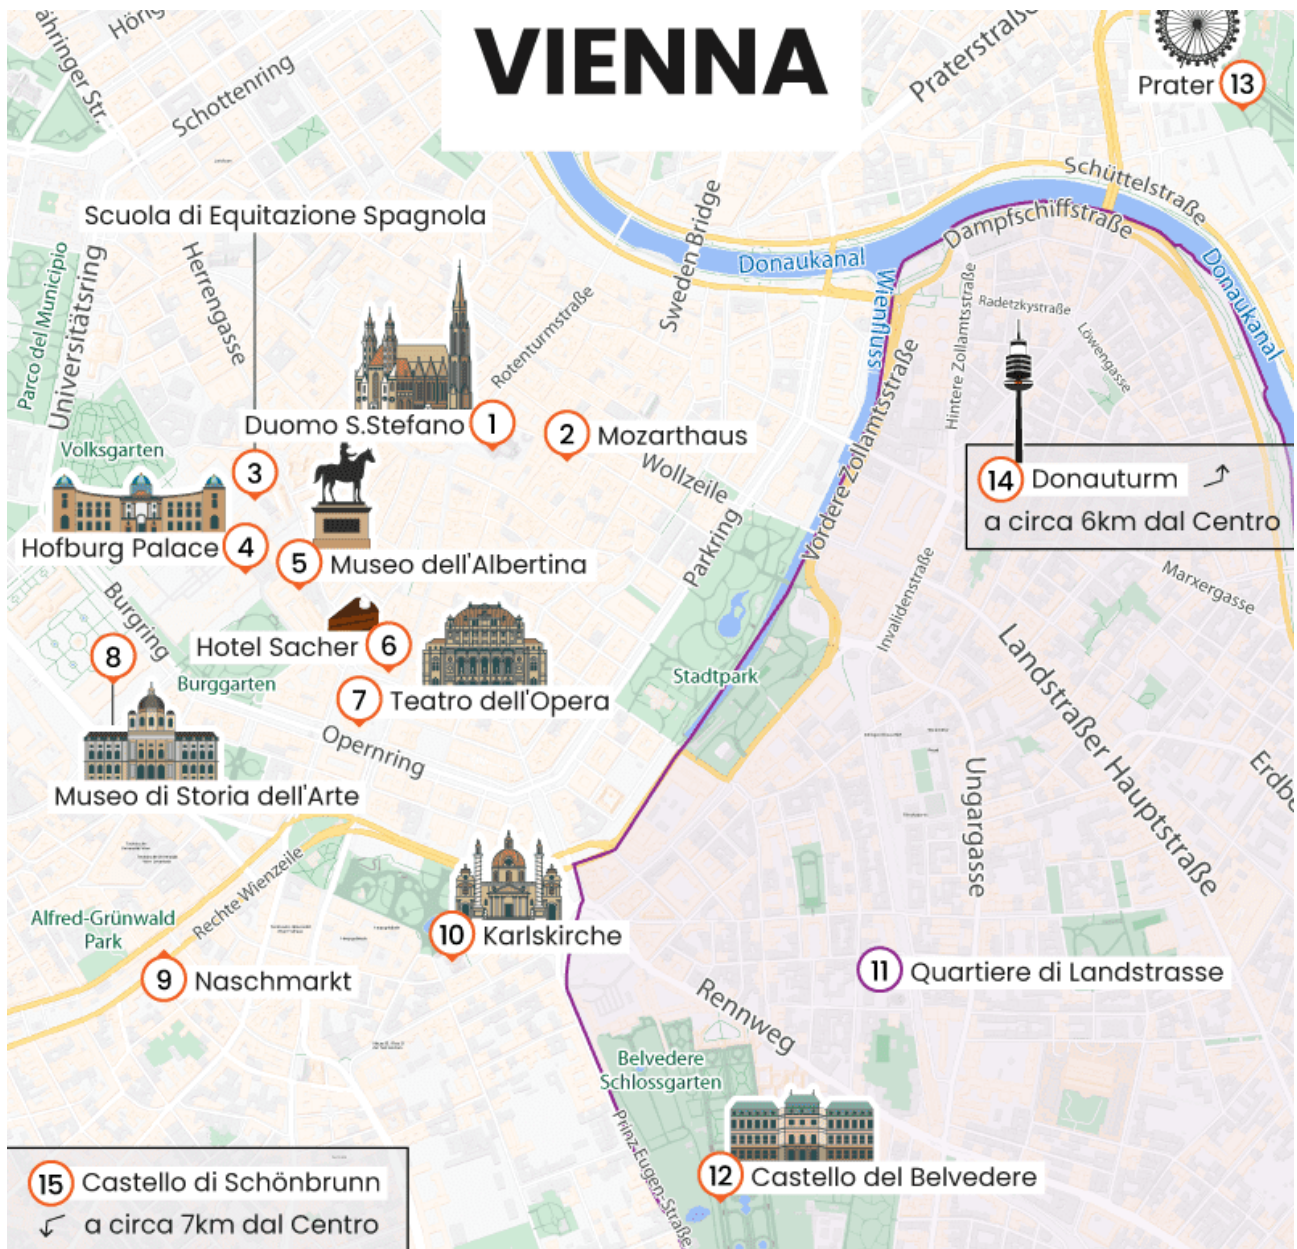 VIENNA
Schottenring
Praterstraße
Prater 13
Schüttelstraße
Dampfschiffstraße
Donaukanal
Donaukanal
Wienfluss
Sweden Bridge
Scuola di Equitazione Spagnola
Parco del Municipio
Universitätsring
Herrengasse
Rotenturmstraße
Radetzkystraße
Löwengasse
Hintere Zollamtsstraße
Vordere Zollamtsstraße
Duomo S.Stefano 1
2 Mozarthaus
Volksgarten
3
Wollzeile
Parkring
14 Donauturm
a circa 6km dal Centro
Hofburg Palace 4
5 Museo dell'Albertina
Invalidenstraße
Marxergasse
Burgring
Hotel Sacher 6
8
Burggarten
7 Teatro dell'Opera
Stadtpark
Landstraßer Hauptstraße
Opernring
Museo di Storia dell'Arte
Ungargasse
Rechte Wienzeile
Alfred-Grünwald
Park
10 Karlskirche
9 Naschmarkt
11 Quartiere di Landstrasse
Rennweg
Belvedere
Schlossgarten
Prinz-Eugen-Straße
12 Castello del Belvedere
15 Castello di Schönbrunn
a circa 7km dal Centro